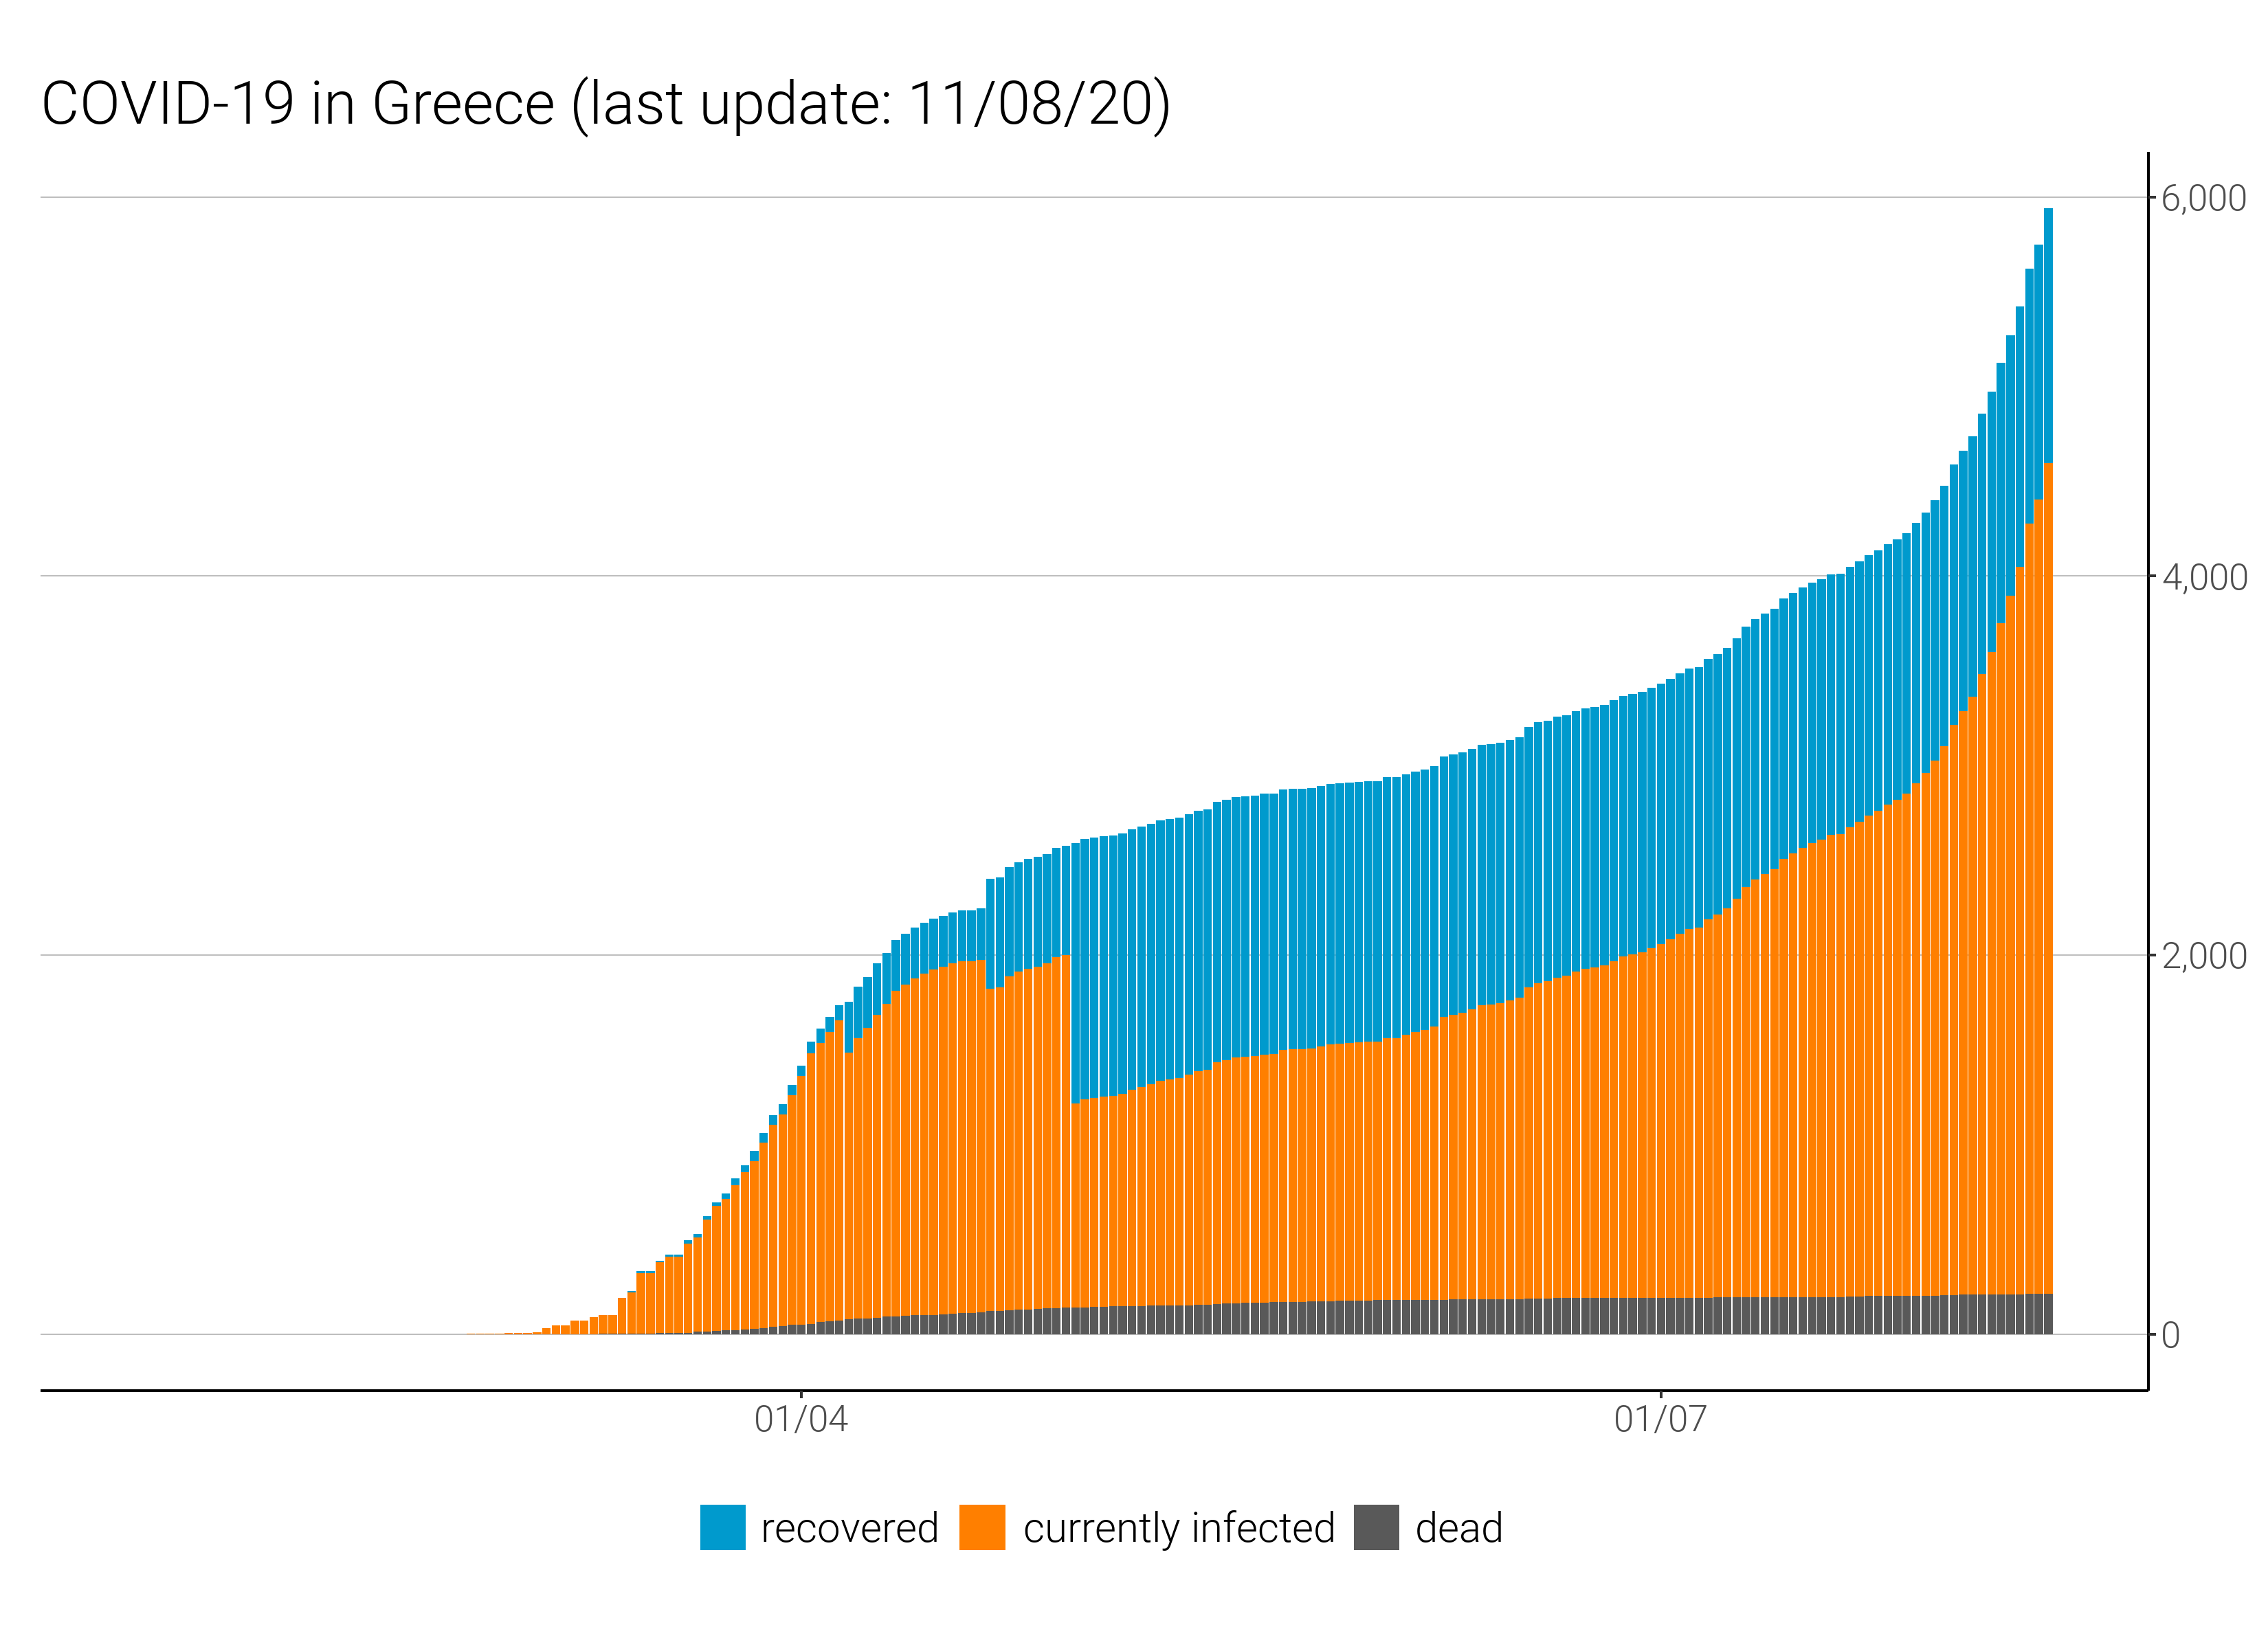 COVID-19 in Greece (last update: 11/08/20)
6,000
4,000
2,000
0
01/04 01/07
recovered currently infected dead